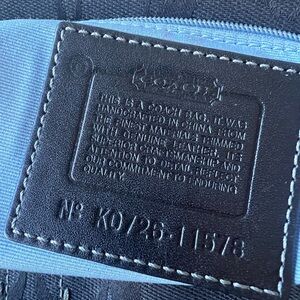 COACH
THIS IS A COACH BAG. IT WAS
HANDCRAFTED IN CHINA FROM
THE FINEST MATERIALS TRIMMED
WITH GENUINE LEATHER. ITS
SUPERIOR CRAFTSMANSHIP AND
ATTENTION TO DETAIL REFLECT
OUR COMMITMENT TO ENDURING
QUALITY.
Nº K0726-11578